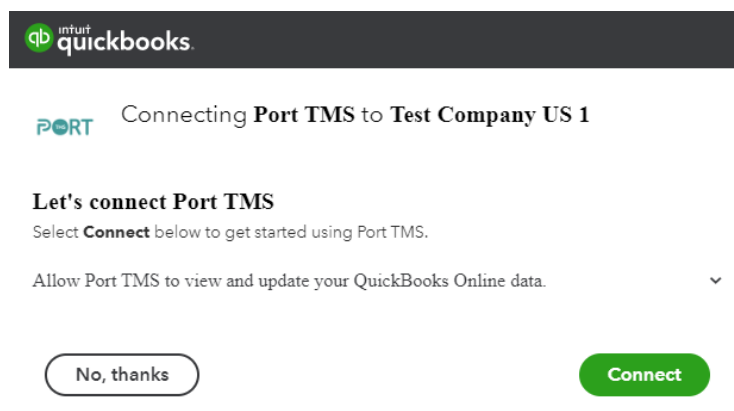 qb intuit
quickbooks.
PORT
Connecting Port TMS to Test Company US 1
Let's connect Port TMS
Select Connect below to get started using Port TMS.
Allow Port TMS to view and update your QuickBooks Online data.
No, thanks
Connect